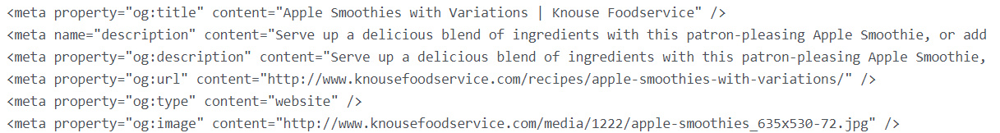 <meta property="og:title" content="Apple Smoothies with Variations | Knouse Foodservice" />
<meta name="description" content="Serve up a delicious blend of ingredients with this patron-pleasing Apple Smoothie, or add
<meta property="og:description" content="Serve up a delicious blend of ingredients with this patron-pleasing Apple Smoothie,
<meta property="og:url" content="http://www.knousefoodservice.com/recipes/apple-smoothies-with-variations/" />
<meta property="og:type" content="website" />
<meta property="og:image" content="http://www.knousefoodservice.com/media/1222/apple-smoothies_635x530-72.jpg" />